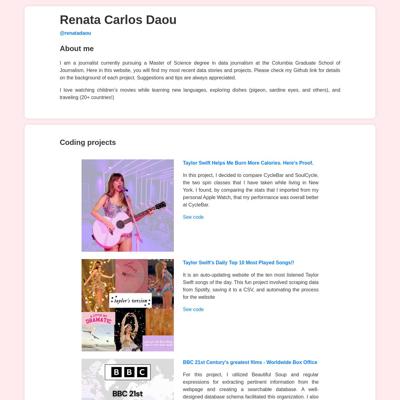 Renata Carlos Daou
@renatadaou
About me
I am a journalist currently pursuing a Master of Science degree in data journalism at the Columbia Graduate School of
Journalism. Here in this website, you will find my most recent data stories and projects. Please check my Github link for details
on the background of each project. Suggestions and tips are always appreciated.
I love watching children's movies while learning new languages, exploring dishes (pigeon, sardine eyes, and others), and
traveling (20+ countries!)
Coding projects
Taylor Swift Helps Me Burn More Calories. Here's Proof.
In this project, I decided to compare CycleBar and SoulCycle,
the two spin classes that I have taken while living in New
York. I found, by comparing the stats that I imported from my
personal Apple Watch, that my performance was overall better
at CycleBar.
See code
Taylor Swift's Daily Top 10 Most Played Songs!!
It is an auto-updating website of the ten most listened Taylor
Swift songs of the day. This fun project involved scraping data
from Spotify, saving it to a CSV, and automating the process
for the website
See code
taylor's version
DRAMATIC
BBC 21st Century's greatest films - Worldwide Box Office
For this project, I utilized Beautiful Soup and regular
expressions for extracting pertinent information from the
webpage and creating a searchable database. A well-
designed database schema facilitated this organization. I also
BBC
BBC 21st